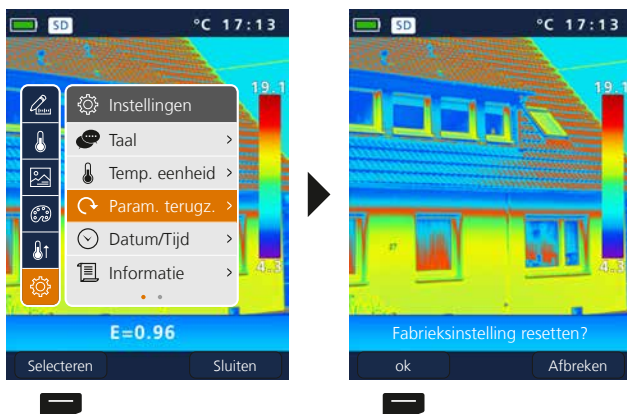 SD °C 17:13
19.1
Instellingen
Taal
Temp. eenheid
Param. terugz.
Datum/Tijd
Informatie
4.3
E=0.96
Selecteren Sluiten
SD °C 17:13
19.1
4.3
Fabrieksinstelling resetten?
ok Afbreken